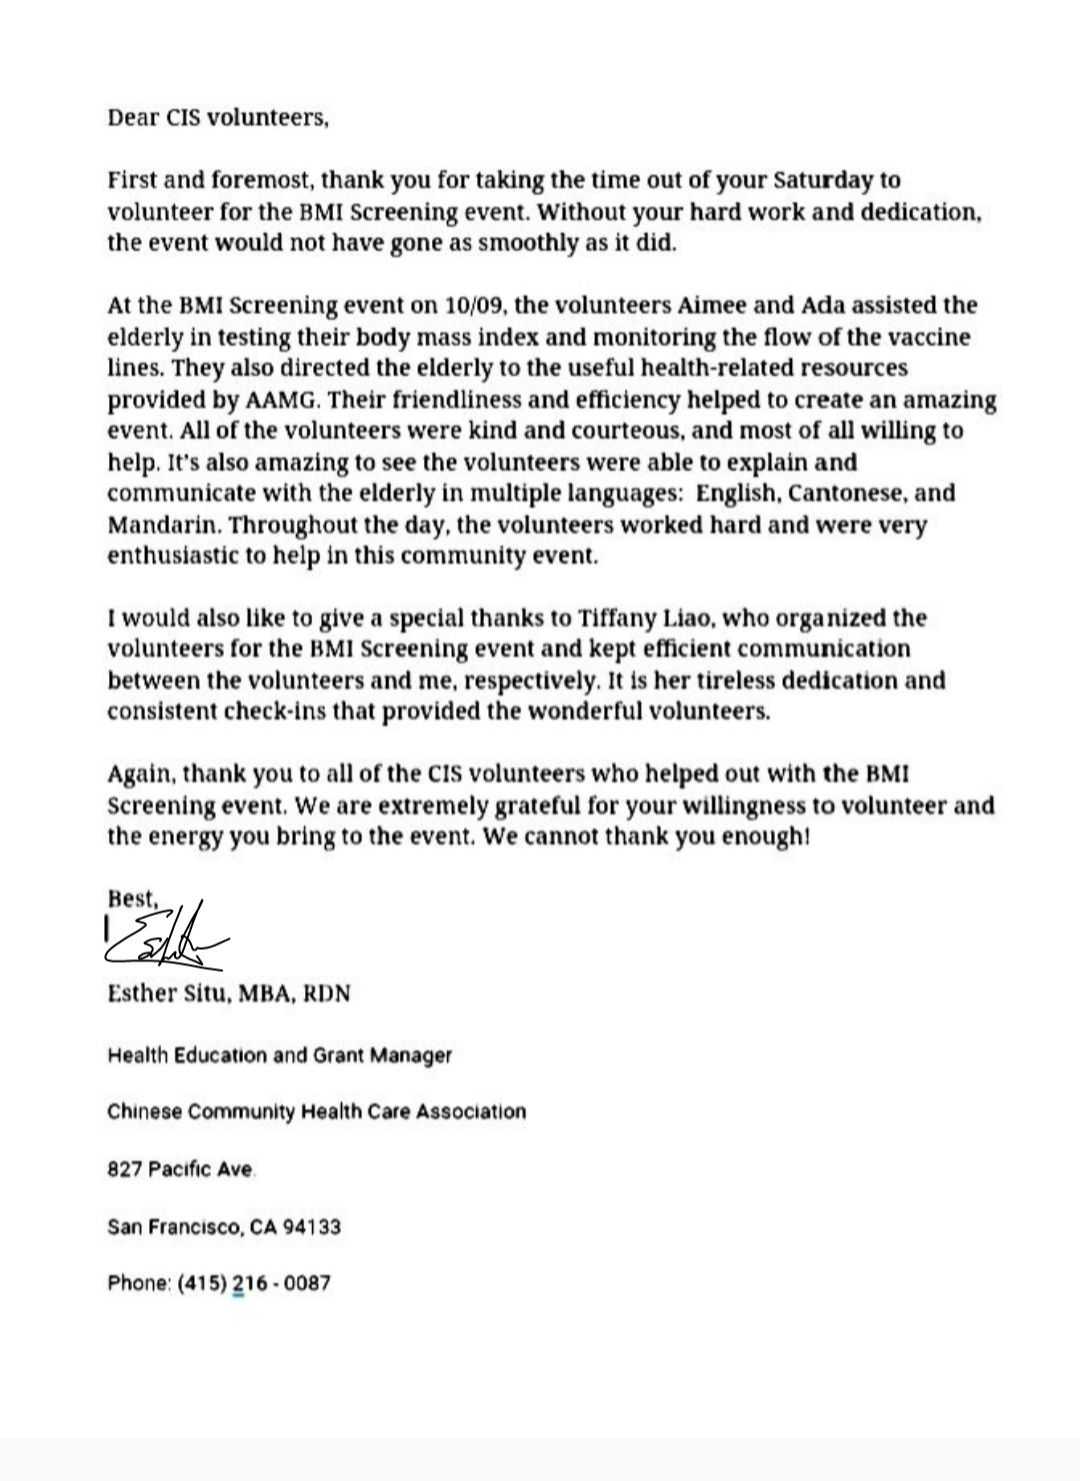 Dear CIS volunteers,
First and foremost, thank you for taking the time out of your Saturday to
volunteer for the BMI Screening event. Without your hard work and dedication,
the event would not have gone as smoothly as it did.
At the BMI Screening event on 10/09, the volunteers Aimee and Ada assisted the
elderly in testing their body mass index and monitoring the flow of the vaccine
lines. They also directed the elderly to the useful health-related resources
provided by AAMG. Their friendliness and efficiency helped to create an amazing
event. All of the volunteers were kind and courteous, and most of all willing to
help. It's also amazing to see the volunteers were able to explain and
communicate with the elderly in multiple languages:  English, Cantonese, and
Mandarin. Throughout the day, the volunteers worked hard and were very
enthusiastic to help in this community event.
I would also like to give a special thanks to Tiffany Liao, who organized the
volunteers for the BMI Screening event and kept efficient communication
between the volunteers and me, respectively. It is her tireless dedication and
consistent check-ins that provided the wonderful volunteers.
Again, thank you to all of the CIS volunteers who helped out with the BMI
Screening event. We are extremely grateful for your willingness to volunteer and
the energy you bring to the event. We cannot thank you enough!
Best,
Esther Situ, MBA, RDN
Health Education and Grant Manager
Chinese Community Health Care Association
827 Pacific Ave.
San Francisco, CA 94133
Phone: (415) 216 - 0087